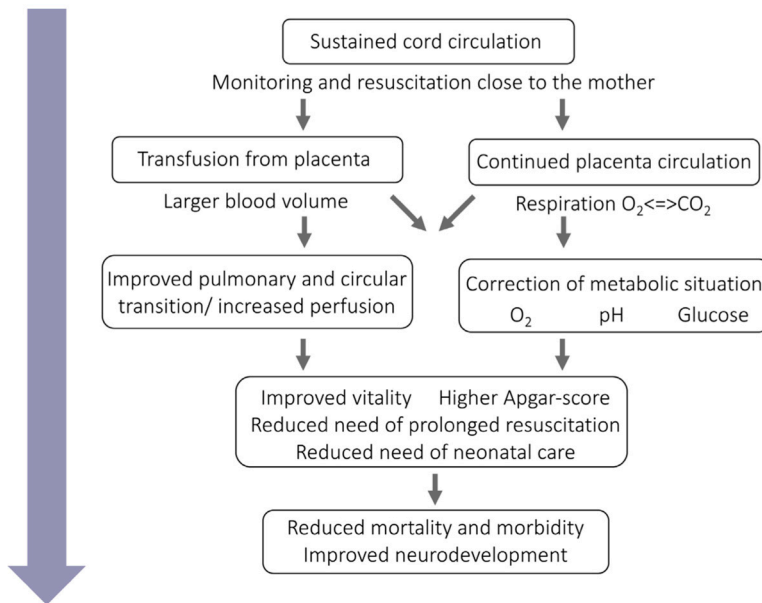 Sustained cord circulation
Monitoring and resuscitation close to the mother
Transfusion from placenta
Continued placenta circulation
Larger blood volume
Respiration O₂<=>CO₂
Improved pulmonary and circular
transition/ increased perfusion
Correction of metabolic situation
O₂ pH Glucose
Improved vitality Higher Apgar-score
Reduced need of prolonged resuscitation
Reduced need of neonatal care
Reduced mortality and morbidity
Improved neurodevelopment